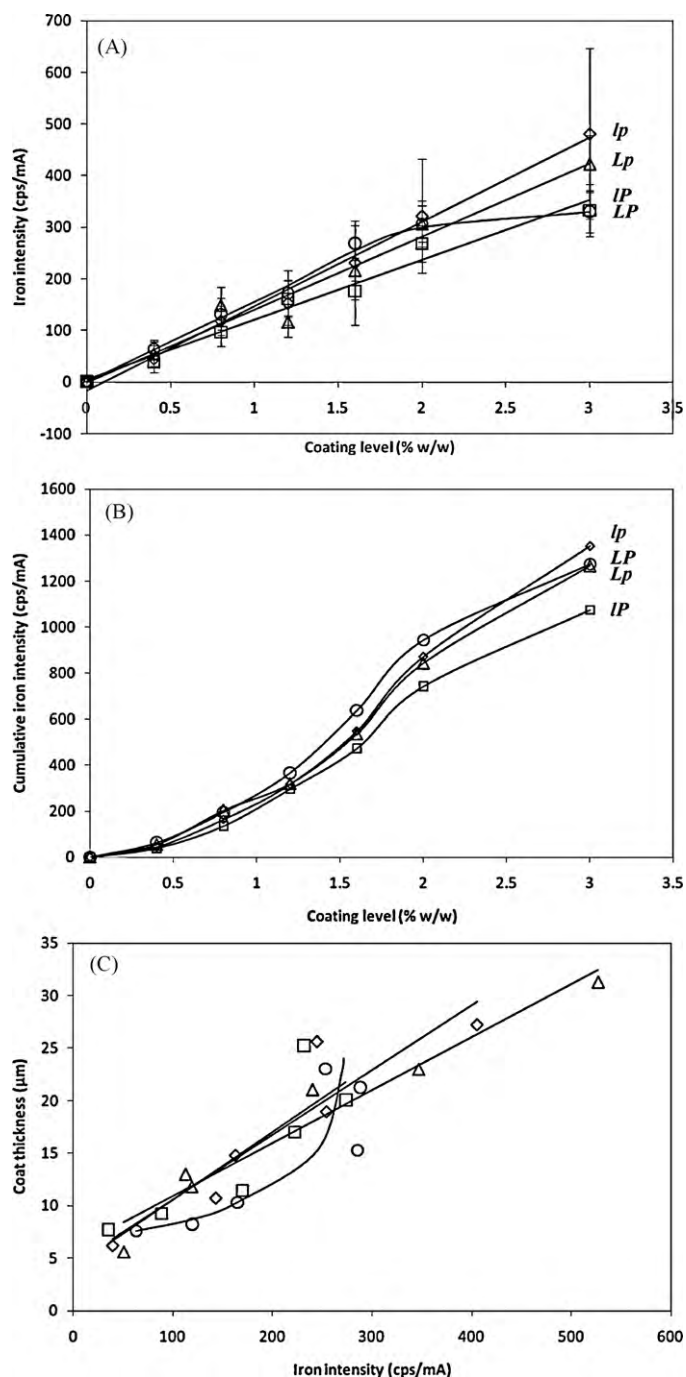 (A)
700
600
500
400
300
200
100
0
-100
Iron intensity (cps/mA)
lp
Lp
lP
LP
0 0.5 1 1.5 2 2.5 3 3.5
Coating level (% w/w)
(B)
1600
1400
1200
1000
800
600
400
200
0
Cumulative iron intensity (cps/mA)
lp
LP
Lp
lP
0 0.5 1 1.5 2 2.5 3 3.5
Coating level (% w/w)
(C)
35
30
25
20
15
10
5
0
Coat thickness (µm)
0 100 200 300 400 500 600
Iron intensity (cps/mA)